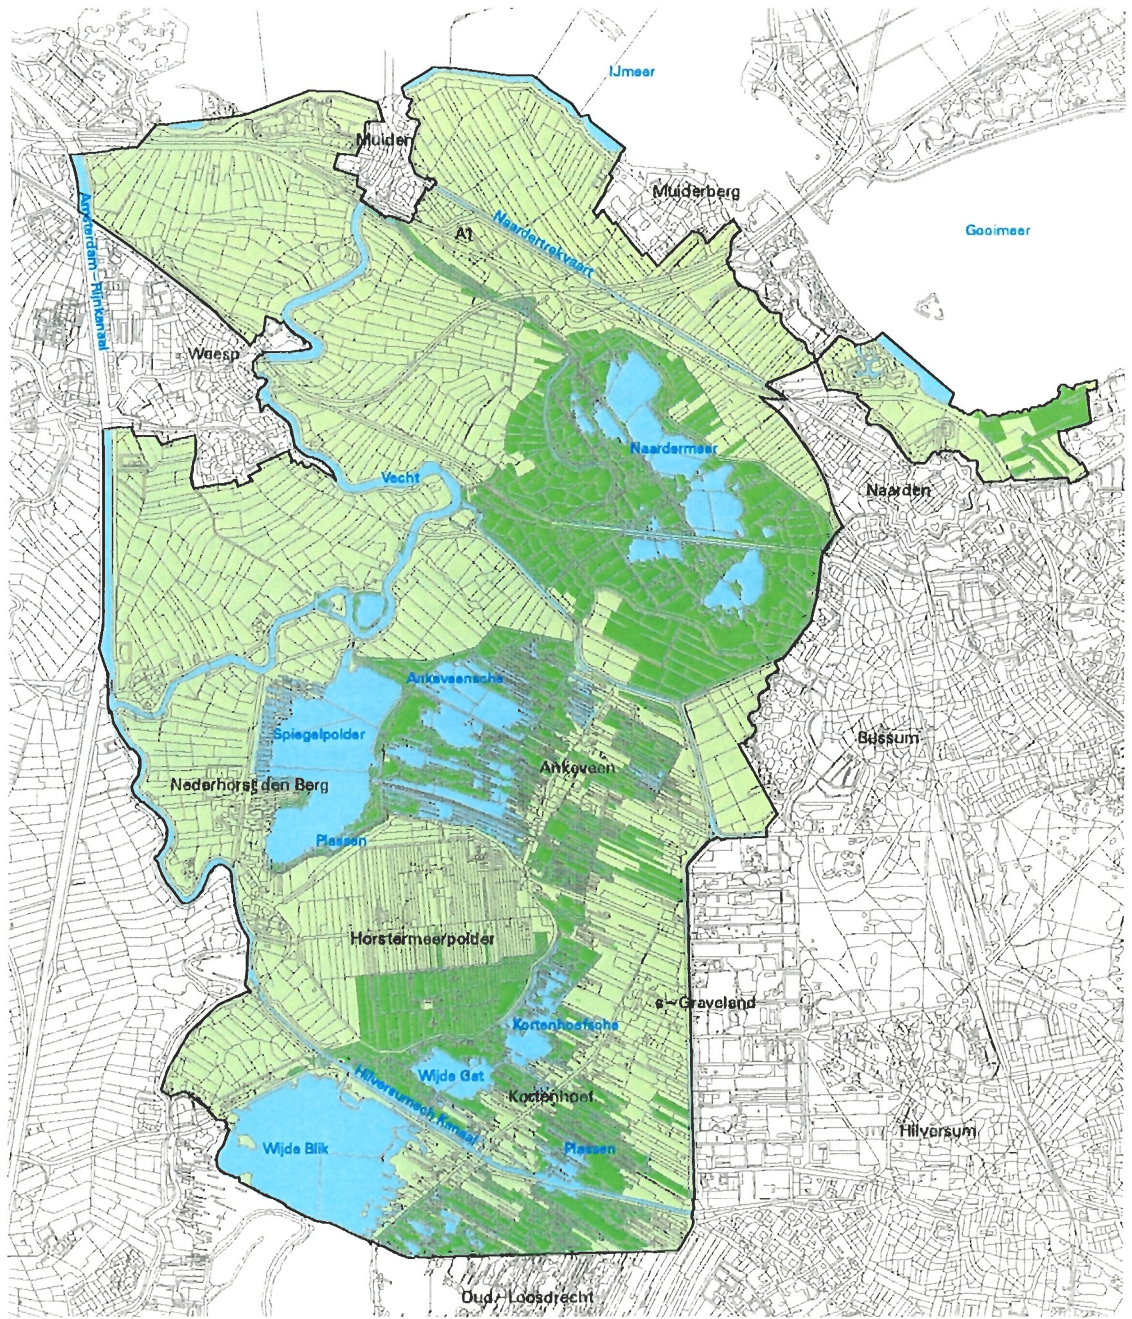 IJmeer
Muiden
Muiderberg
Gooimeer
A1
Naardertrekvaart
Amsterdam-Rijnkanaal
Weesp
Naardermeer
Vecht
Naarden
Ankeveensche
Spiegelpolder
Bussum
Ankeveen
Nederhorst den Berg
Plassen
Horstermeerpolder
s-Graveland
Kortenhoefsche
Wijde Gat
Hilversumsch Kanaal
Kortenhoef
Hilversum
Wijde Blik
Plassen
Oud-Loosdrecht